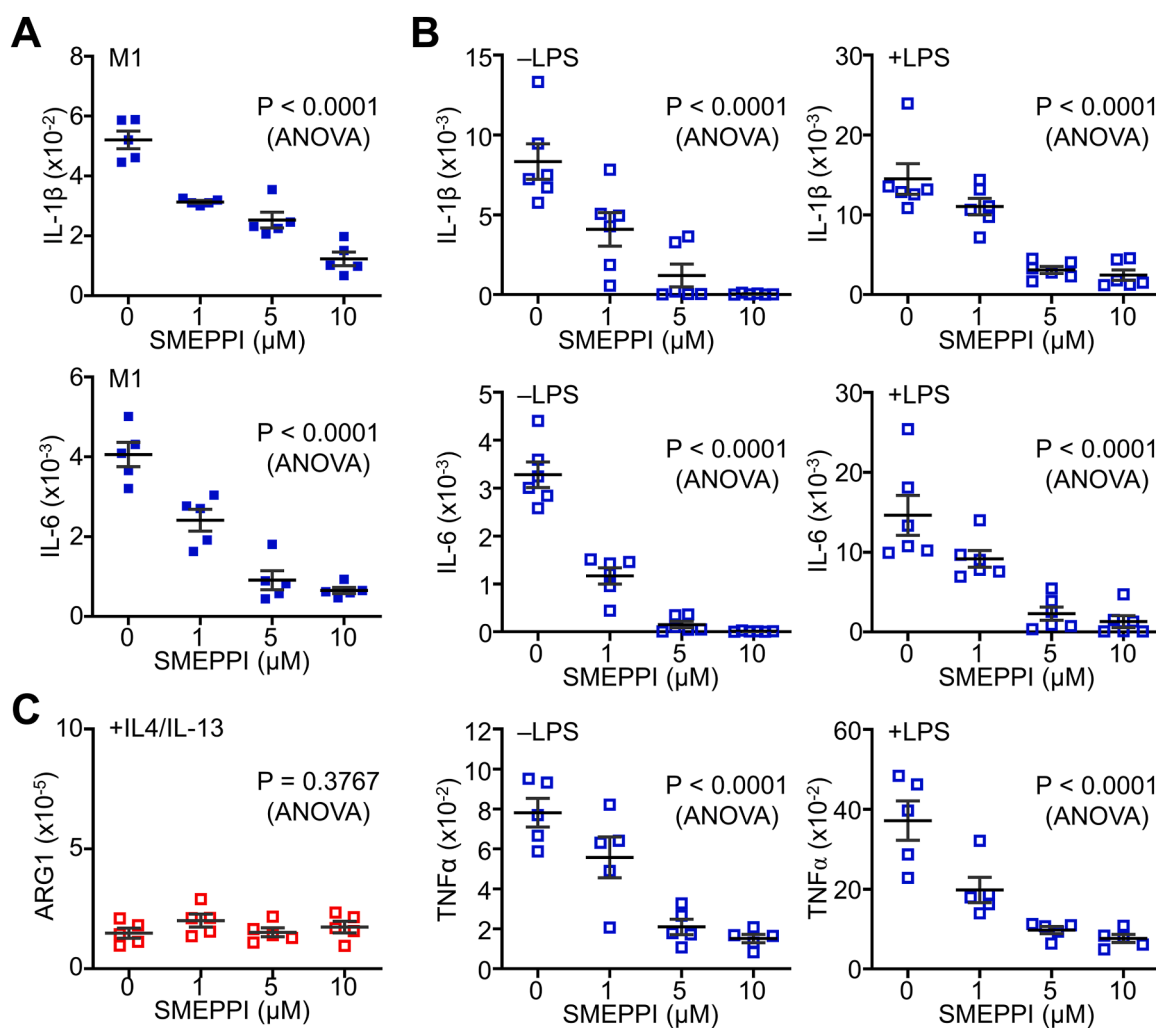 A
M1
P < 0.0001
(ANOVA)
IL-1β (x10⁻²)
8
6
4
2
0
0 1 5 10
SMEPPI (μM)
M1
P < 0.0001
(ANOVA)
IL-6 (x10⁻³)
6
4
2
0
0 1 5 10
SMEPPI (μM)
B
–LPS
P < 0.0001
(ANOVA)
IL-1β (x10⁻³)
15
10
5
0
0 1 5 10
SMEPPI (μM)
+LPS
P < 0.0001
(ANOVA)
IL-1β (x10⁻³)
30
20
10
0
0 1 5 10
SMEPPI (μM)
–LPS
P < 0.0001
(ANOVA)
IL-6 (x10⁻³)
5
4
3
2
1
0
0 1 5 10
SMEPPI (μM)
+LPS
P < 0.0001
(ANOVA)
IL-6 (x10⁻³)
30
20
10
0
0 1 5 10
SMEPPI (μM)
C
+IL4/IL-13
P = 0.3767
(ANOVA)
ARG1 (x10⁻⁵)
10
5
0
0 1 5 10
SMEPPI (μM)
–LPS
P < 0.0001
(ANOVA)
TNFα (x10⁻²)
12
10
8
6
4
2
0
0 1 5 10
SMEPPI (μM)
+LPS
P < 0.0001
(ANOVA)
TNFα (x10⁻²)
60
40
20
0
0 1 5 10
SMEPPI (μM)